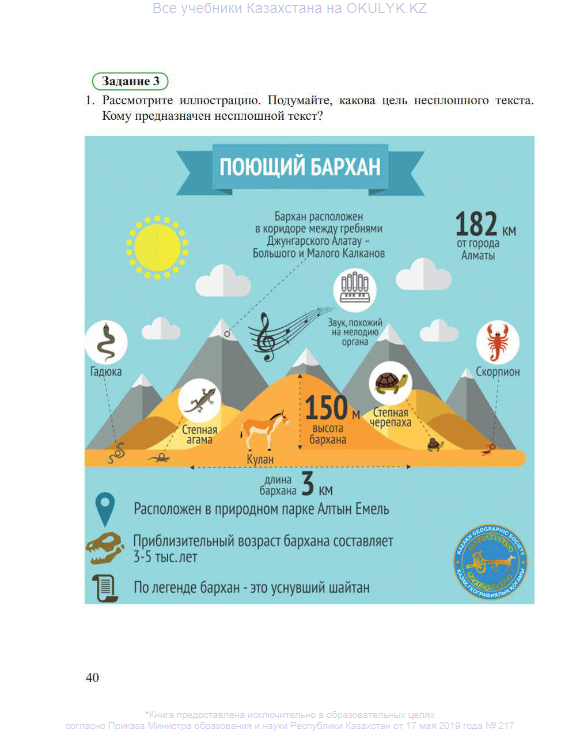 Все учебники Казахстана на OKULYK.KZ
Задание 3
1. Рассмотрите иллюстрацию. Подумайте, какова цель несплошного текста.
Кому предназначен несплошной текст?
ПОЮЩИЙ БАРХАН
Бархан расположен
в коридоре между гребнями
Джунгарского Алатау –
Большого и Малого Калканов
182 км
от города
Алматы
Звук, похожий
на мелодию
органа
Гадюка
Скорпион
Степная
агама
Кулан
150 м
высота
бархана
Степная
черепаха
длина
бархана 3 км
Расположен в природном парке Алтын Емель
Приблизительный возраст бархана составляет
3-5 тыс. лет
По легенде бархан - это уснувший шайтан
KAZAKH GEOGRAPHIC SOCIETY
ҚАЗАҚ ГЕОГРАФИЯЛЫҚ ҚОҒАМЫ
40
*Книга предоставлена исключительно в образовательных целях
согласно Приказа Министра образования и науки Республики Казахстан от 17 мая 2019 года № 217